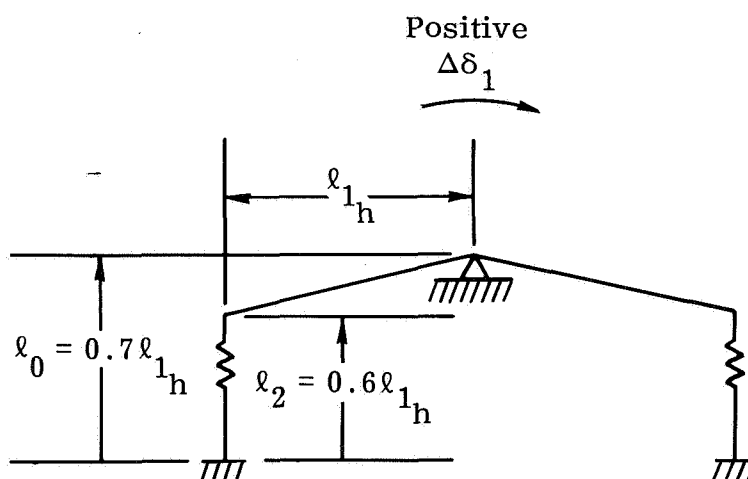 Positive
Δδ₁
ℓ₁ₕ
ℓ₀ = 0.7ℓ₁ₕ
ℓ₂ = 0.6ℓ₁ₕ